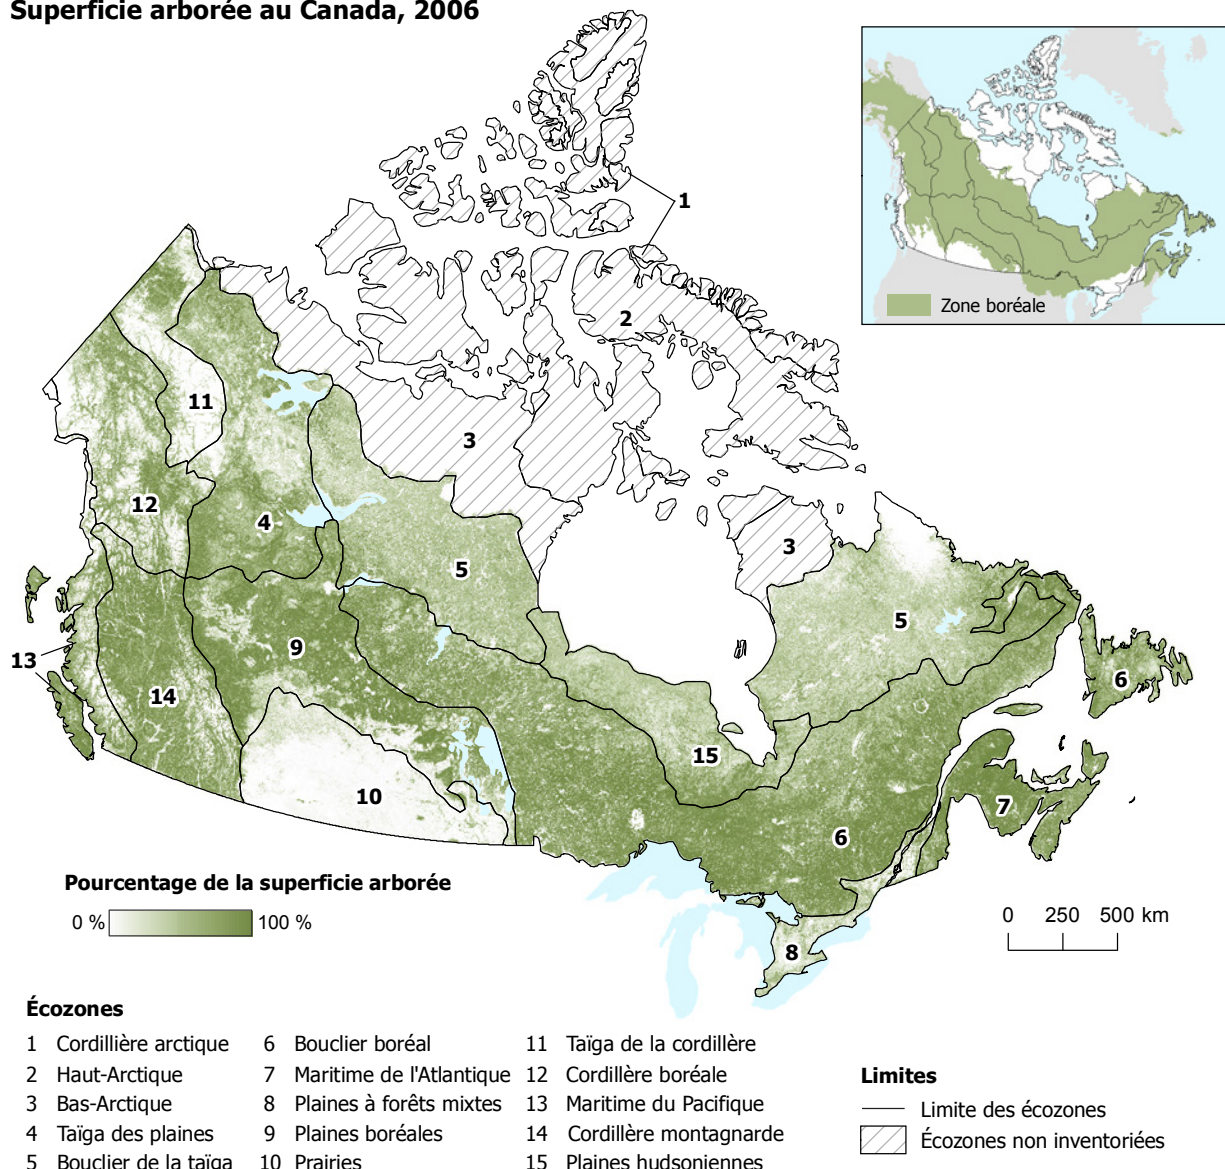 Superficie arborée au Canada, 2006
Zone boréale
1
2
3
3
11
12
4
5
5
9
13
14
6
15
10
7
6
8
Pourcentage de la superficie arborée
0 %
100 %
0 250 500 km
Écozones
1 Cordillière arctique
2 Haut-Arctique
3 Bas-Arctique
4 Taïga des plaines
5 Bouclier de la taïga
6 Bouclier boréal
7 Maritime de l'Atlantique
8 Plaines à forêts mixtes
9 Plaines boréales
10 Prairies
11 Taïga de la cordillère
12 Cordillère boréale
13 Maritime du Pacifique
14 Cordillère montagnarde
15 Plaines hudsoniennes
Limites
Limite des écozones
Écozones non inventoriées